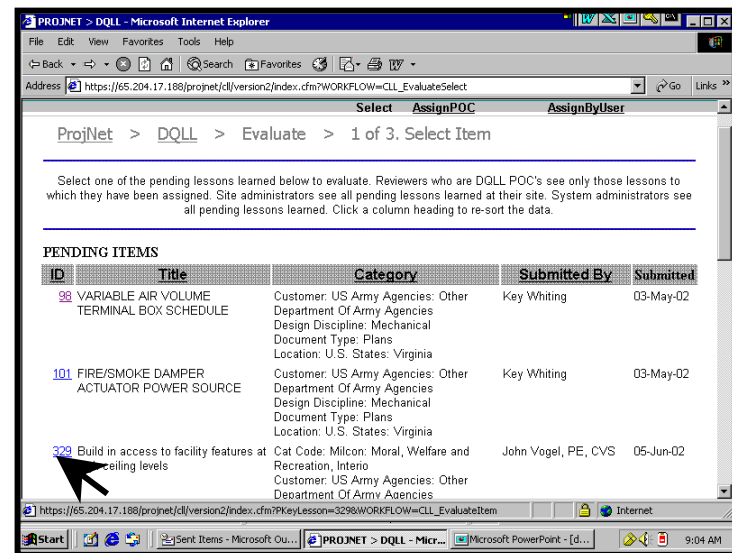 PROJNET > DQLL - Microsoft Internet Explorer
File Edit View Favorites Tools Help
Back Search Favorites
Address https://65.204.17.188/projnet/cll/version2/index.cfm?WORKFLOW=CLL_EvaluateSelect Go Links »
Select AssignPOC AssignByUser
ProjNet > DQLL > Evaluate > 1 of 3. Select Item
Select one of the pending lessons learned below to evaluate. Reviewers who are DQLL POC's see only those lessons to
which they have been assigned. Site administrators see all pending lessons learned at their site. System administrators see
all pending lessons learned. Click a column heading to re-sort the data.
PENDING ITEMS
ID Title Category Submitted By Submitted
98 VARIABLE AIR VOLUME Customer: US Army Agencies: Other Key Whiting 03-May-02
TERMINAL BOX SCHEDULE Department Of Army Agencies
Design Discipline: Mechanical
Document Type: Plans
Location: U.S. States: Virginia
101 FIRE/SMOKE DAMPER Customer: US Army Agencies: Other Key Whiting 03-May-02
ACTUATOR POWER SOURCE Department Of Army Agencies
Design Discipline: Mechanical
Document Type: Plans
Location: U.S. States: Virginia
329 Build in access to facility features at Cat Code: Milcon: Moral, Welfare and John Vogel, PE, CVS 05-Jun-02
ceiling levels Recreation, Interio
Customer: US Army Agencies: Other
Department Of Army Agencies
https://65.204.17.188/projnet/cll/version2/index.cfm?PKeyLesson=329&WORKFLOW=CLL_EvaluateItem Internet
Start Sent Items - Microsoft Ou... PROJNET > DQLL - Micr... Microsoft PowerPoint - [d... 9:04 AM